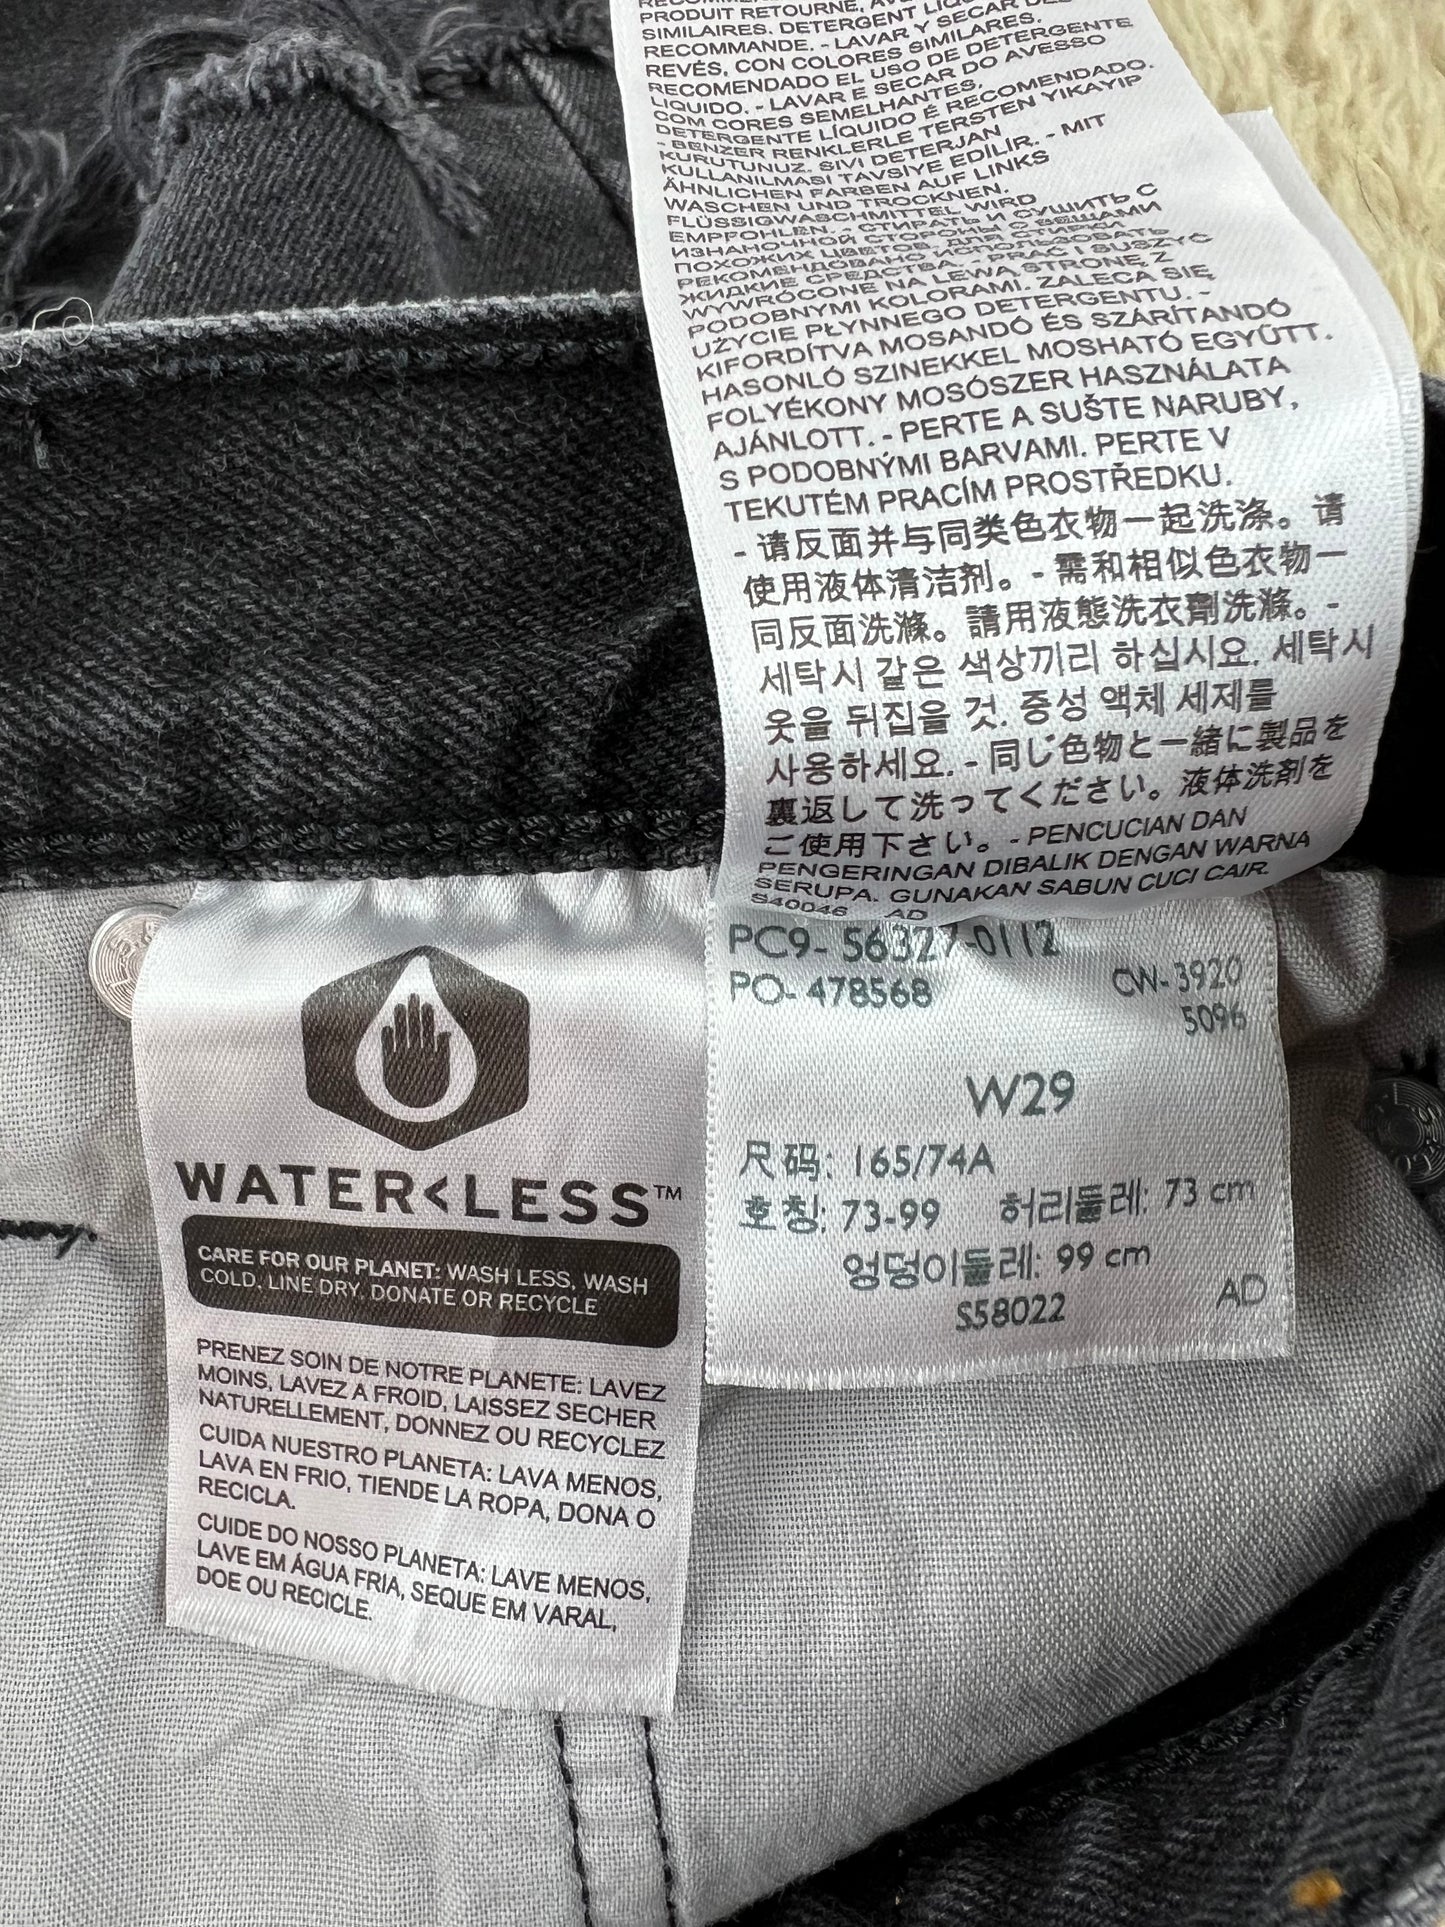 PRODUIT RETOURNE, AVE
SIMILAIRES. DETERGENT LIQU
RECOMMANDE. - LAVAR Y SECAR DEL
REVÉS, CON COLORES SIMILARES.
RECOMENDADO EL USO DE DETERGENTE
LIQUIDO. - LAVAR E SECAR DO AVESSO
COM CORES SEMELHANTES.
DETERGENTE LÍQUIDO É RECOMENDADO.
- BENZER RENKLERLE TERSTEN YIKAYIP
KURUTUNUZ. SIVI DETERJAN
KULLANILMASI TAVSİYE EDİLİR. - MIT
ÄHNLICHEN FARBEN AUF LINKS
WASCHEN UND TROCKNEN.
FLÜSSIGWASCHMITTEL WIRD
EMPFOHLEN. - СТИРАТЬ И СУШИТЬ С
ИЗНАНОЧНОЙ СТОРОНЫ С ВЕЩАМИ
ПОХОЖИХ ЦВЕТОВ. ДЛЯ СТИРКИ
РЕКОМЕНДОВАНО ИСПОЛЬЗОВАТЬ
ЖИДКИЕ СРЕДСТВА. - PRAĆ I SUSZYĆ
WYWRÓCONE NA LEWĄ STRONĘ, Z
PODOBNYMI KOLORAMI. ZALECA SIĘ
UŻYCIE PŁYNNEGO DETERGENTU. -
KIFORDÍTVA MOSANDÓ ÉS SZÁRÍTANDÓ
HASONLÓ SZINEKKEL MOSHATÓ EGYÜTT.
FOLYÉKONY MOSÓSZER HASZNÁLATA
AJÁNLOTT. - PERTE A SUŠTE NARUBY,
S PODOBNÝMI BARVAMI. PERTE V
TEKUTÉM PRACÍM PROSTŘEDKU.
- 请反面并与同类色衣物一起洗涤。请
使用液体清洁剂。- 需和相似色衣物一
同反面洗滌。請用液態洗衣劑洗滌。-
세탁시 같은 색상끼리 하십시요. 세탁시
옷을 뒤집을 것. 중성 액체 세제를
사용하세요. - 同じ色物と一緒に製品を
裏返して洗ってください。液体洗剤を
ご使用下さい。- PENCUCIAN DAN
PENGERINGAN DIBALIK DENGAN WARNA
SERUPA. GUNAKAN SABUN CUCI CAIR.
S40046 AD
PC9- 56327-0112
PO- 478568 CW- 3920
5096
W29
尺码: 165/74A
호칭: 73-99 허리둘레: 73 cm
엉덩이둘레: 99 cm
S58022 AD
WATER<LESS™
CARE FOR OUR PLANET: WASH LESS, WASH
COLD, LINE DRY, DONATE OR RECYCLE
PRENEZ SOIN DE NOTRE PLANETE: LAVEZ
MOINS, LAVEZ A FROID, LAISSEZ SECHER
NATURELLEMENT, DONNEZ OU RECYCLEZ
CUIDA NUESTRO PLANETA: LAVA MENOS,
LAVA EN FRIO, TIENDE LA ROPA, DONA O
RECICLA.
CUIDE DO NOSSO PLANETA: LAVE MENOS,
LAVE EM ÁGUA FRIA, SEQUE EM VARAL,
DOE OU RECICLE.